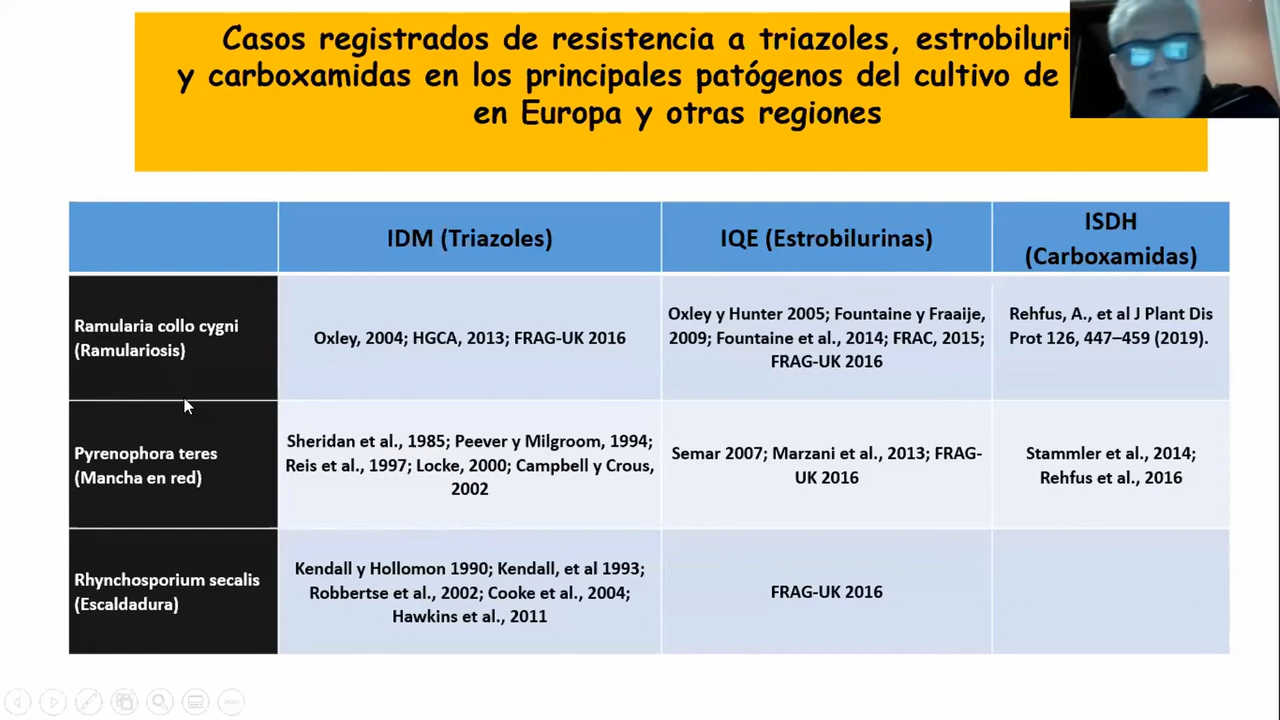 Casos registrados de resistencia a triazoles,
y carboxamidas en los principales patógenos del cultivo de
en Europa y otras regiones
IDM (Triazoles)
IQE (Estrobilurinas)
ISDH
(Carboxamidas)
Ramularia collo cygni
(Ramulariosis)
Oxley, 2004; HGCA, 2013; FRAG-UK 2016
Oxley y Hunter 2005; Fountaine y Fraaije,
2009; Fountaine et al., 2014; FRAC, 2015;
FRAG-UK 2016
Rehfus, A., et al J Plant Dis
Prot 126, 447–459 (2019).
Pyrenophora teres
(Mancha en red)
Sheridan et al., 1985; Peever y Milgroom, 1994;
Reis et al., 1997; Locke, 2000; Campbell y Crous,
2002
Semar 2007; Marzani et al., 2013; FRAG-
UK 2016
Stammler et al., 2014;
Rehfus et al., 2016
Rhynchosporium secalis
(Escaldadura)
Kendall y Hollomon 1990; Kendall, et al 1993;
Robbertse et al., 2002; Cooke et al., 2004;
Hawkins et al., 2011
FRAG-UK 2016